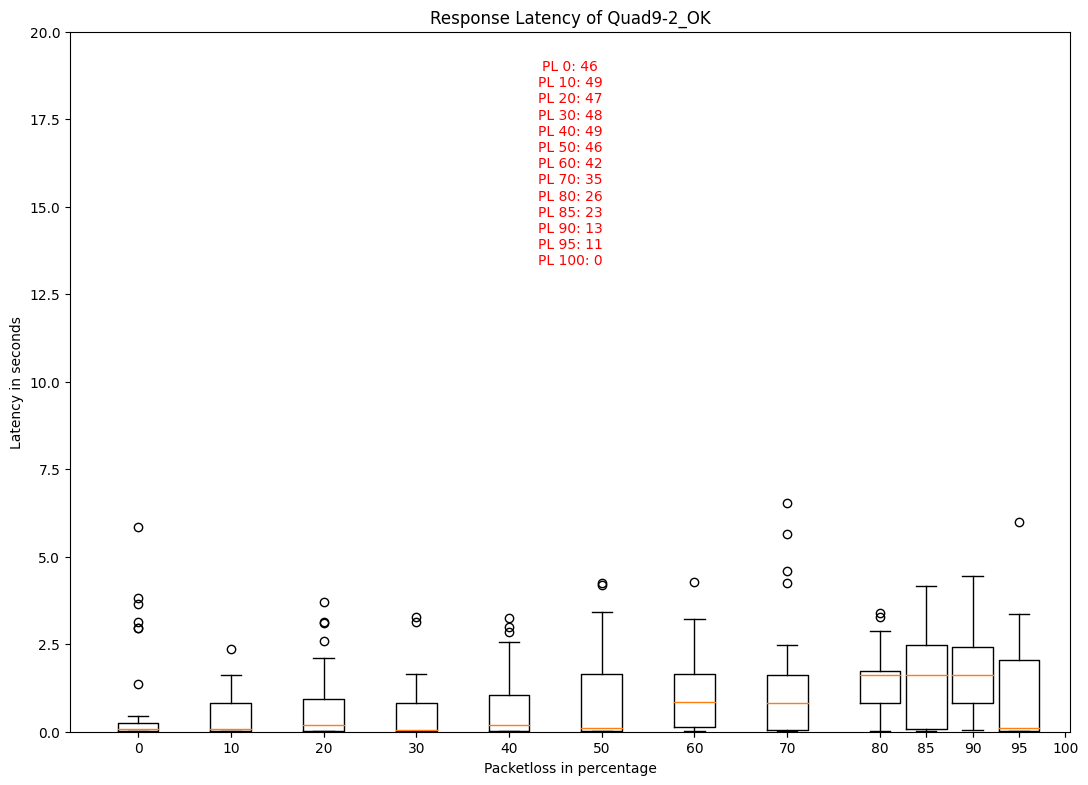 Response Latency of Quad9-2_OK
20.0
17.5
15.0
12.5
10.0
7.5
5.0
2.5
0.0
Latency in seconds
PL 0: 46
PL 10: 49
PL 20: 47
PL 30: 48
PL 40: 49
PL 50: 46
PL 60: 42
PL 70: 35
PL 80: 26
PL 85: 23
PL 90: 13
PL 95: 11
PL 100: 0
0 10 20 30 40 50 60 70 80 85 90 95 100
Packetloss in percentage